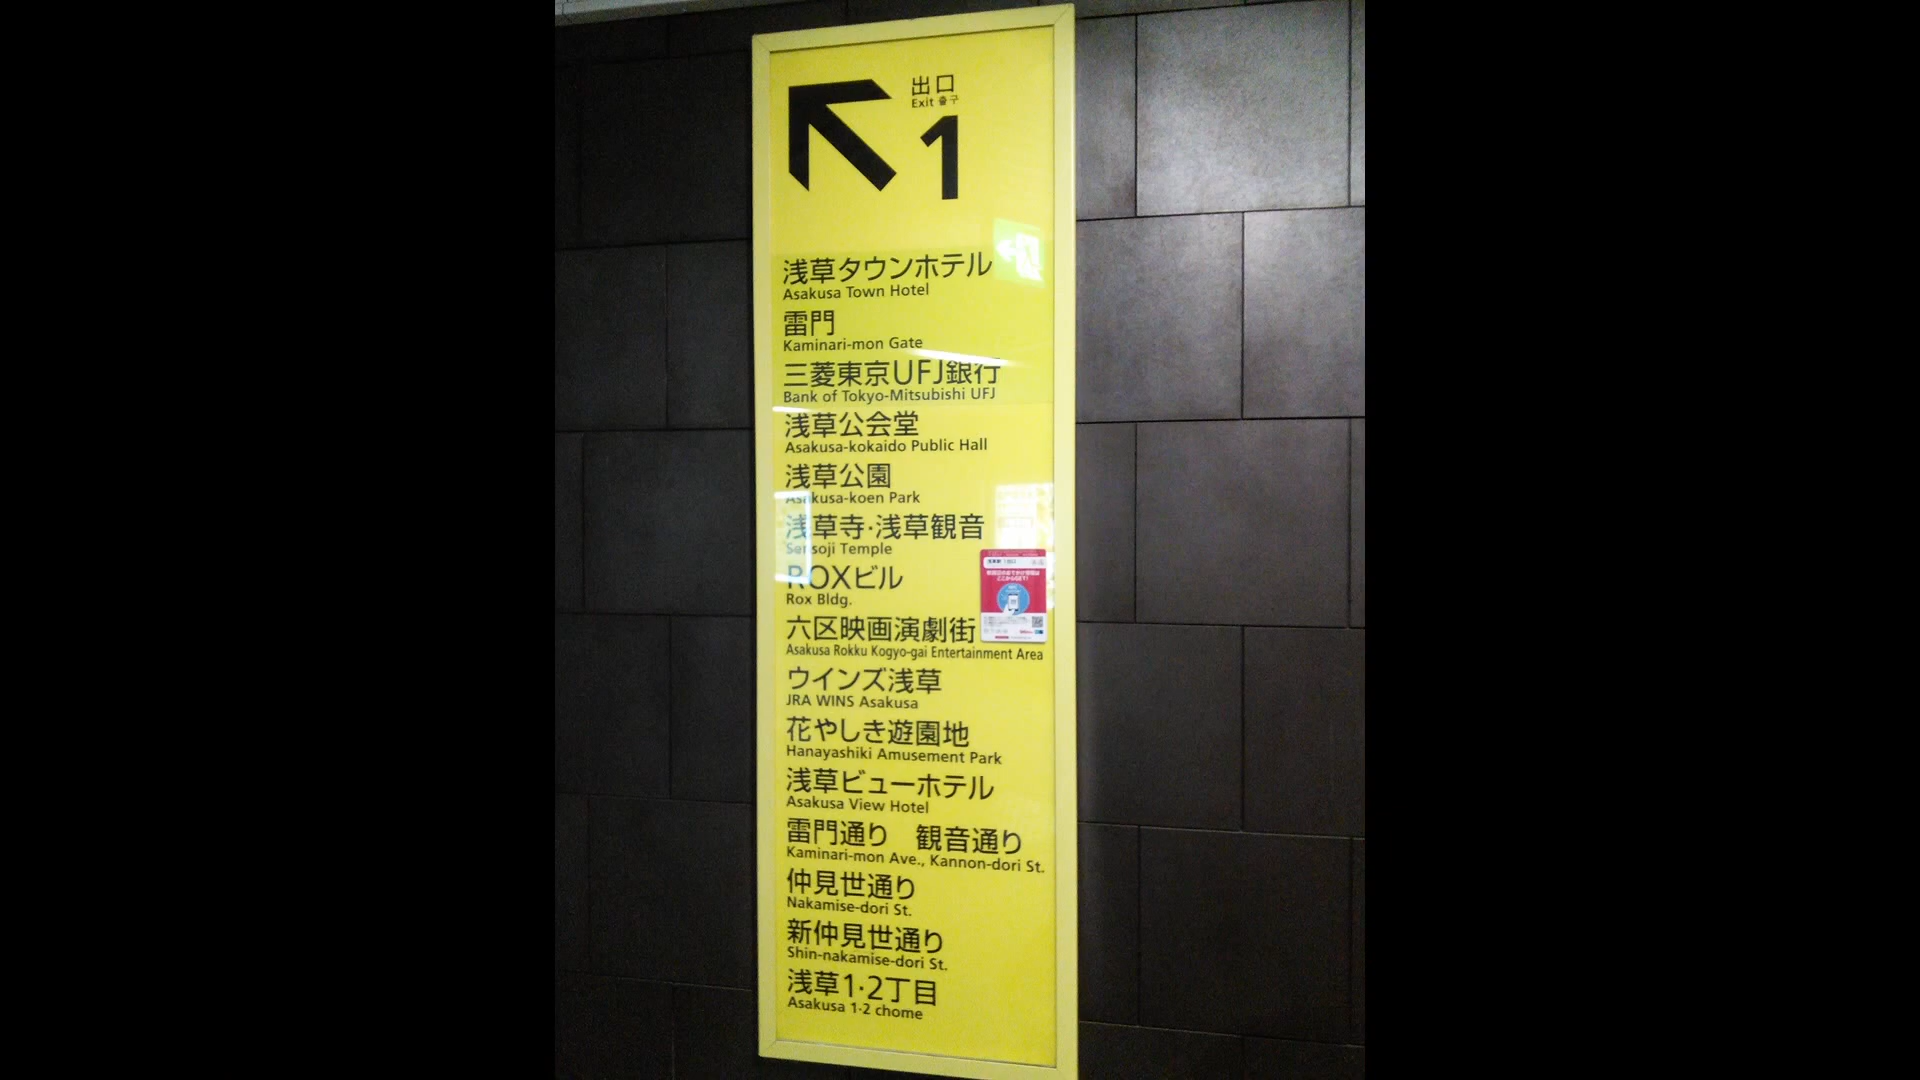 出口
Exit 출구
1
浅草タウンホテル
Asakusa Town Hotel
雷門
Kaminari-mon Gate
三菱東京UFJ銀行
Bank of Tokyo-Mitsubishi UFJ
浅草公会堂
Asakusa-kokaido Public Hall
浅草公園
Asakusa-koen Park
浅草寺·浅草観音
Sensoji Temple
ROXビル
Rox Bldg.
六区映画演劇街
Asakusa Rokku Kogyo-gai Entertainment Area
ウインズ浅草
JRA WINS Asakusa
花やしき遊園地
Hanayashiki Amusement Park
浅草ビューホテル
Asakusa View Hotel
雷門通り 観音通り
Kaminari-mon Ave., Kannon-dori St.
仲見世通り
Nakamise-dori St.
新仲見世通り
Shin-nakamise-dori St.
浅草1·2丁目
Asakusa 1·2 chome